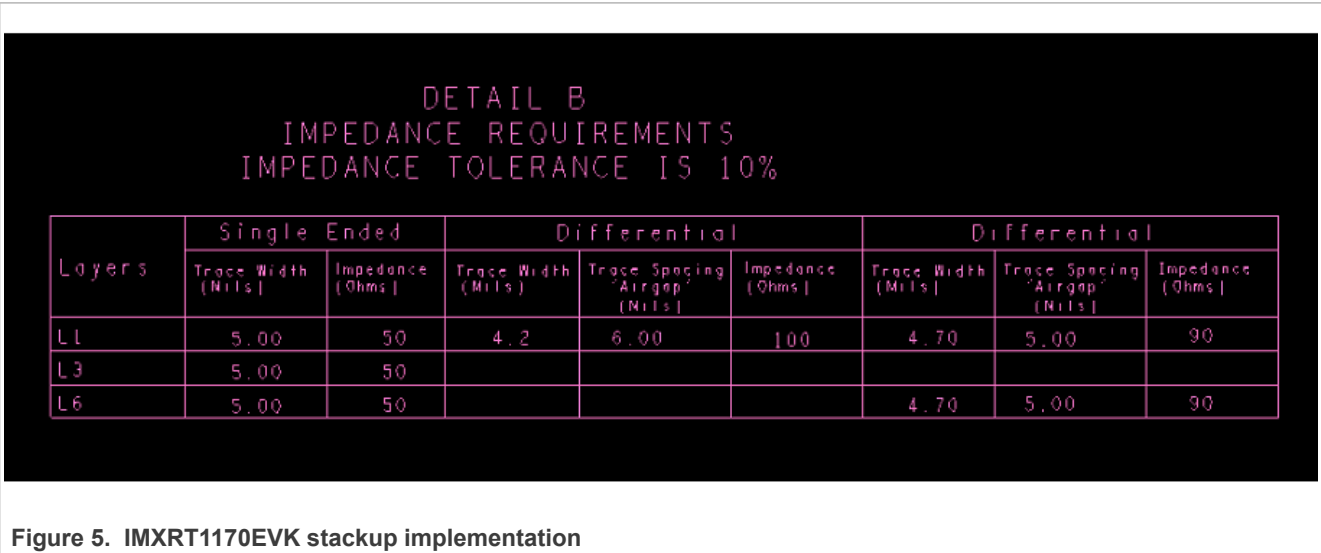 DETAIL B
IMPEDANCE REQUIREMENTS
IMPEDANCE TOLERANCE IS 10%
Layers Single Ended Differential Differential
Trace Width (Mils) Impedance (Ohms) Trace Width (Mils) Trace Spacing "Airgap" (Mils) Impedance (Ohms) Trace Width (Mils) Trace Spacing "Airgap" (Mils) Impedance (Ohms)
L1 5.00 50 4.2 6.00 100 4.70 5.00 90
L3 5.00 50
L6 5.00 50 4.70 5.00 90
Figure 5. IMXRT1170EVK stackup implementation